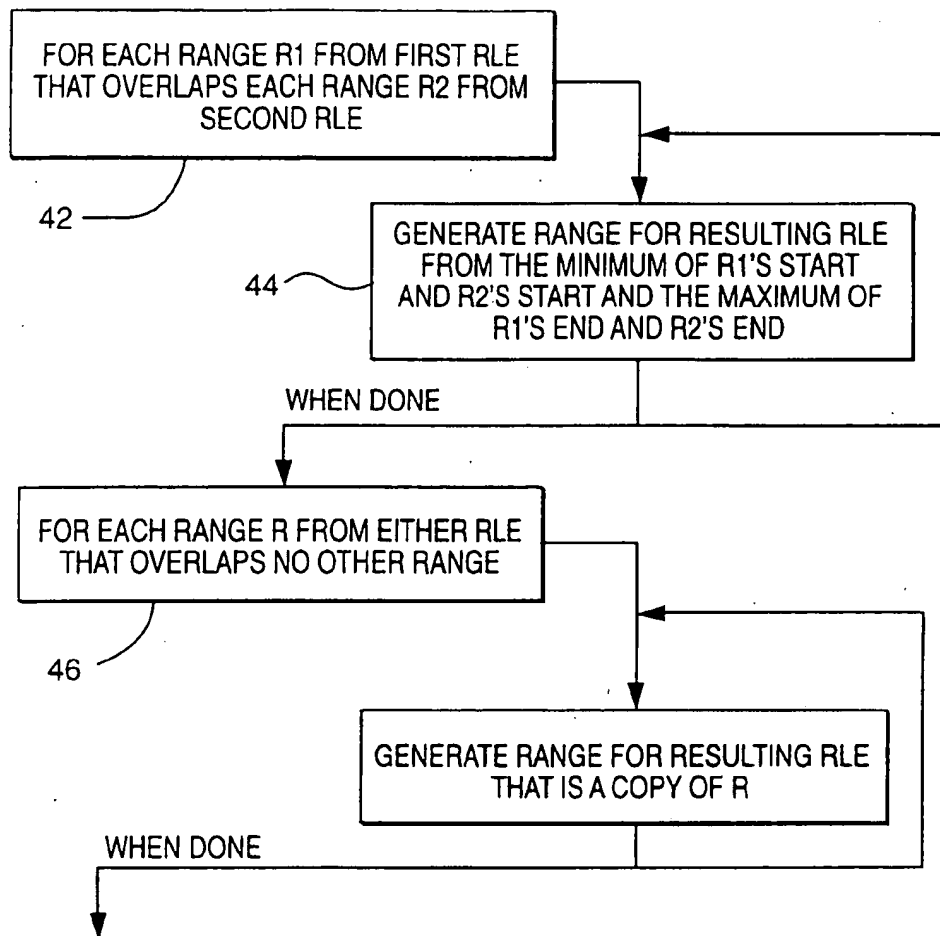 FOR EACH RANGE R1 FROM FIRST RLE
THAT OVERLAPS EACH RANGE R2 FROM
SECOND RLE
42
GENERATE RANGE FOR RESULTING RLE
FROM THE MINIMUM OF R1'S START
AND R2'S START AND THE MAXIMUM OF
R1'S END AND R2'S END
44
WHEN DONE
FOR EACH RANGE R FROM EITHER RLE
THAT OVERLAPS NO OTHER RANGE
46
GENERATE RANGE FOR RESULTING RLE
THAT IS A COPY OF R
WHEN DONE